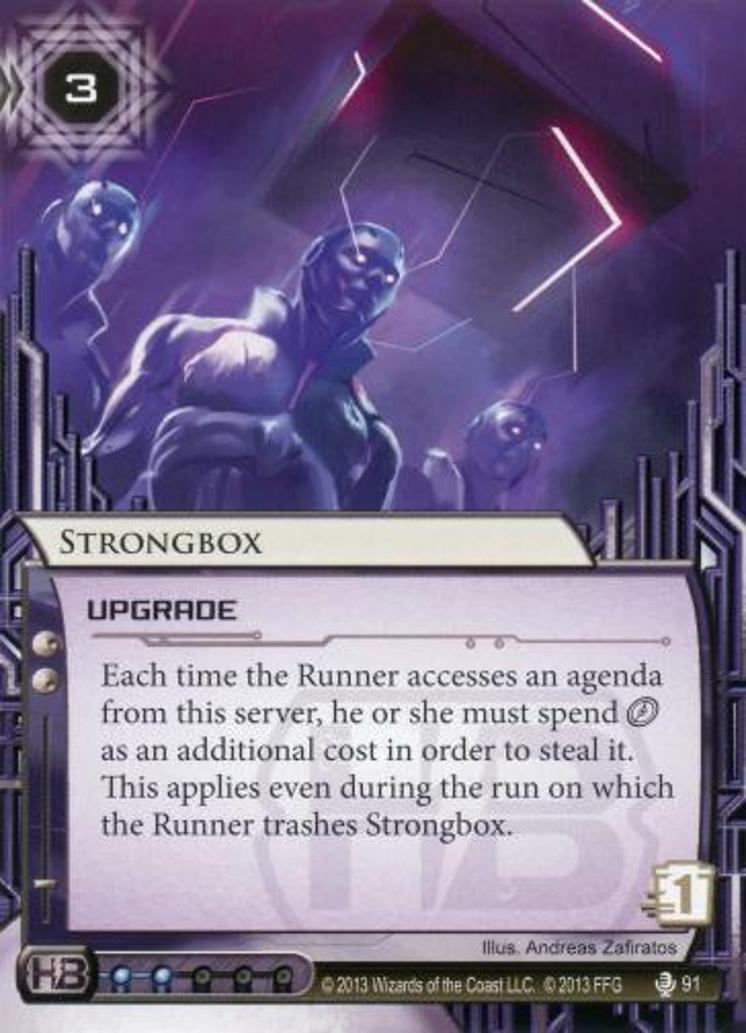 3
STRONGBOX
UPGRADE
Each time the Runner accesses an agenda
from this server, he or she must spend
as an additional cost in order to steal it.
This applies even during the run on which
the Runner trashes Strongbox.
HB
1
Illus. Andreas Zafiratos
HB
© 2013 Wizards of the Coast LLC. © 2013 FFG
91